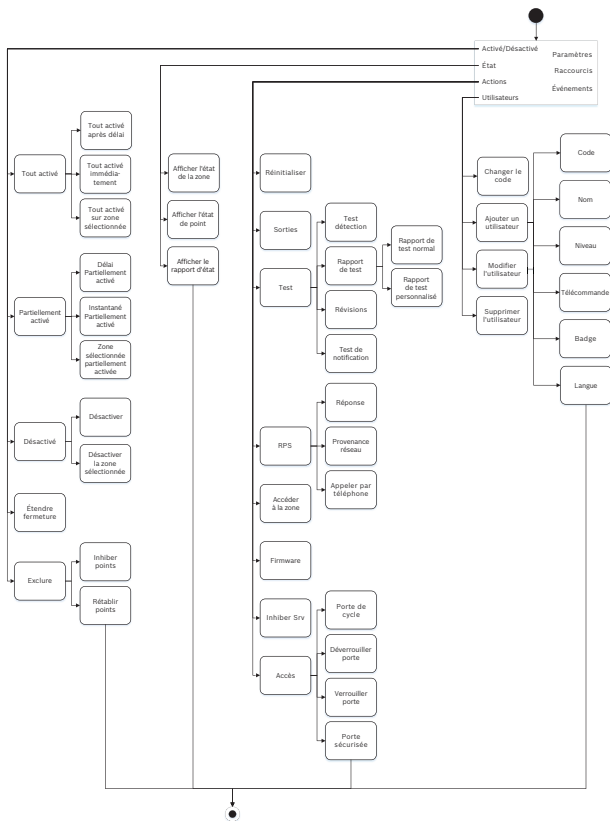 Activé/Désactivé
État
Actions
Utilisateurs
Paramètres
Raccourcis
Événements
Tout activé
Tout activé
après délai
Tout activé
immédia-
tement
Tout activé
sur zone
sélectionnée
Partiellement
activé
Délai
Partiellement
activé
Instantané
Partiellement
activé
Zone
sélectionnée
partiellement
activée
Désactivé
Désactiver
Désactiver
la zone
sélectionnée
Étendre
fermeture
Exclure
Inhiber
points
Rétablir
points
Afficher l'état
de la zone
Afficher l'état
de point
Afficher le
rapport d'état
Réinitialiser
Sorties
Test
Test
détection
Rapport
de test
Rapport de
test normal
Rapport
de test
personnalisé
Révisions
Test de
notification
RPS
Réponse
Provenance
réseau
Appeler par
téléphone
Accéder
à la zone
Firmware
Inhiber Srv
Accès
Porte de
cycle
Déverrouiller
porte
Verrouiller
porte
Porte
sécurisée
Changer le
code
Ajouter un
utilisateur
Modifier
l'utilisateur
Supprimer
l'utilisateur
Code
Nom
Niveau
Télécommande
Badge
Langue